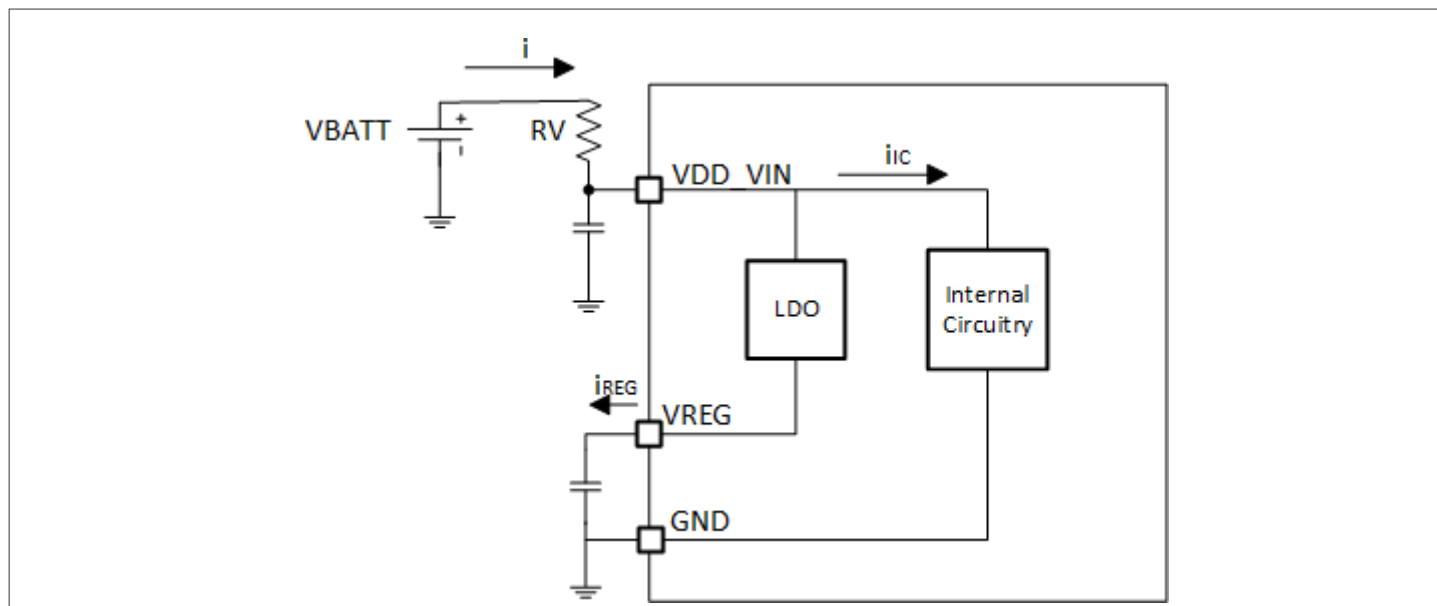 i
VBATT
+
-
RV
VDD_VIN
iIC
LDO
Internal
Circuitry
iREG
VREG
GND